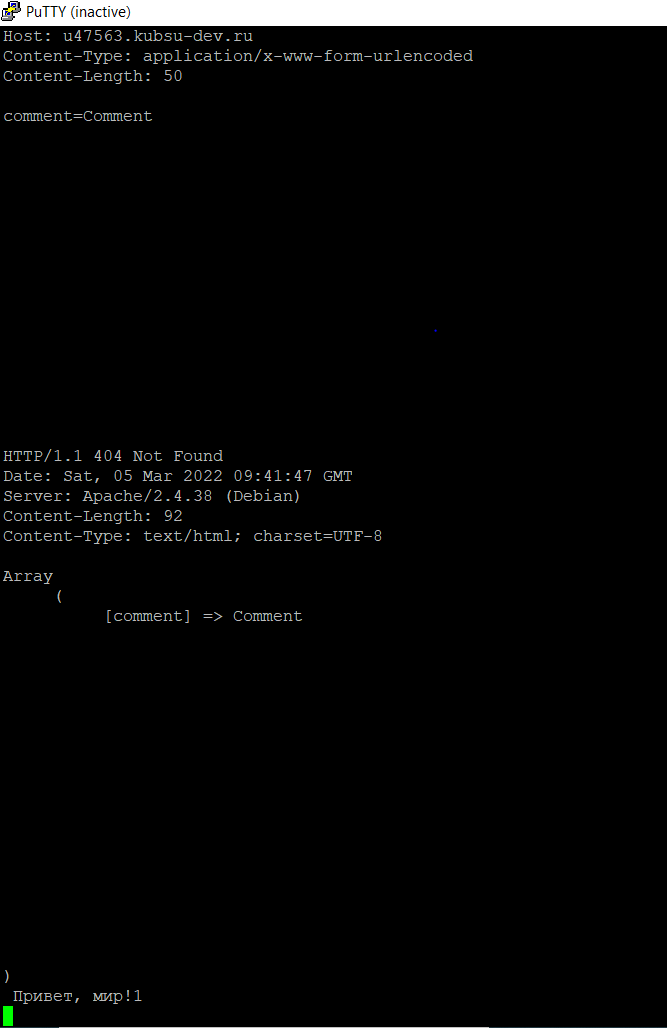 PuTTY (inactive)
Host: u47563.kubsu-dev.ru
Content-Type: application/x-www-form-urlencoded
Content-Length: 50
comment=Comment
HTTP/1.1 404 Not Found
Date: Sat, 05 Mar 2022 09:41:47 GMT
Server: Apache/2.4.38 (Debian)
Content-Length: 92
Content-Type: text/html; charset=UTF-8
Array
(
[comment] => Comment
)
Привет, мир!1